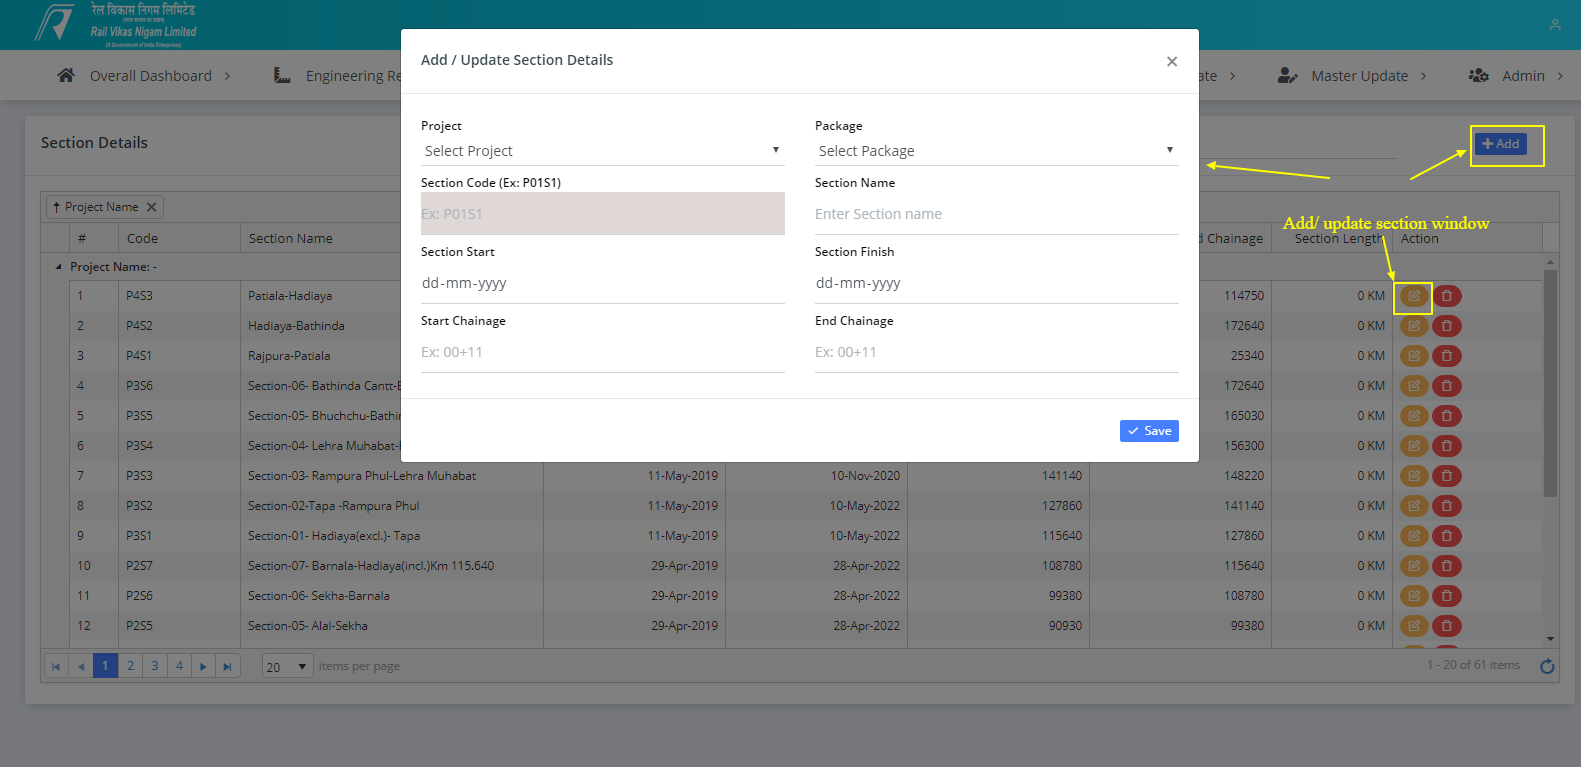 रेल विकास निगम लिमिटेड
(भारत सरकार का उपक्रम)
Rail Vikas Nigam Limited
(A Government of India Enterprise)
Overall Dashboard
Engineering Re
ate
Master Update
Admin
Section Details
+ Add
Add / Update Section Details
×
Project
Package
Select Project
Select Package
Section Code (Ex: P01S1)
Section Name
Ex: P01S1
Enter Section name
Section Start
Section Finish
dd-mm-yyyy
dd-mm-yyyy
Start Chainage
End Chainage
Ex: 00+11
Ex: 00+11
Save
Add/ update section window
Project Name
# Code Section Name d Chainage Section Length Action
Project Name: -
1 P4S3 Patiala-Hadiaya 114750 0 KM
2 P4S2 Hadiaya-Bathinda 172640 0 KM
3 P4S1 Rajpura-Patiala 25340 0 KM
4 P3S6 Section-06- Bathinda Cantt-B 172640 0 KM
5 P3S5 Section-05- Bhuchchu-Bathin 165030 0 KM
6 P3S4 Section-04- Lehra Muhabat- 156300 0 KM
7 P3S3 Section-03- Rampura Phul-Lehra Muhabat 11-May-2019 10-Nov-2020 141140 148220 0 KM
8 P3S2 Section-02-Tapa -Rampura Phul 11-May-2019 10-May-2022 127860 141140 0 KM
9 P3S1 Section-01- Hadiaya(excl.)- Tapa 11-May-2019 10-May-2022 115640 127860 0 KM
10 P2S7 Section-07- Barnala-Hadiaya(incl.)Km 115.640 29-Apr-2019 28-Apr-2022 108780 115640 0 KM
11 P2S6 Section-06- Sekha-Barnala 29-Apr-2019 28-Apr-2022 99380 108780 0 KM
12 P2S5 Section-05- Alal-Sekha 29-Apr-2019 28-Apr-2022 90930 99380 0 KM
1 2 3 4 20 items per page 1 - 20 of 61 items